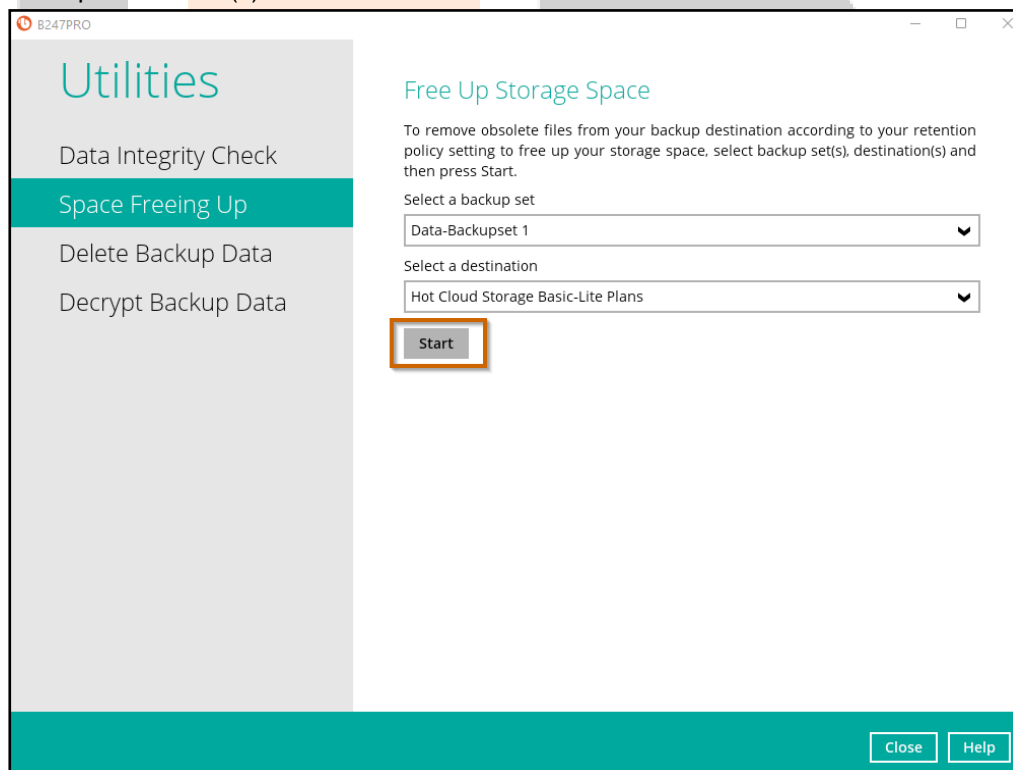 B247PRO
Utilities
Data Integrity Check
Space Freeing Up
Delete Backup Data
Decrypt Backup Data
Free Up Storage Space
To remove obsolete files from your backup destination according to your retention
policy setting to free up your storage space, select backup set(s), destination(s) and
then press Start.
Select a backup set
Data-Backupset 1
Select a destination
Hot Cloud Storage Basic-Lite Plans
Start
Close
Help